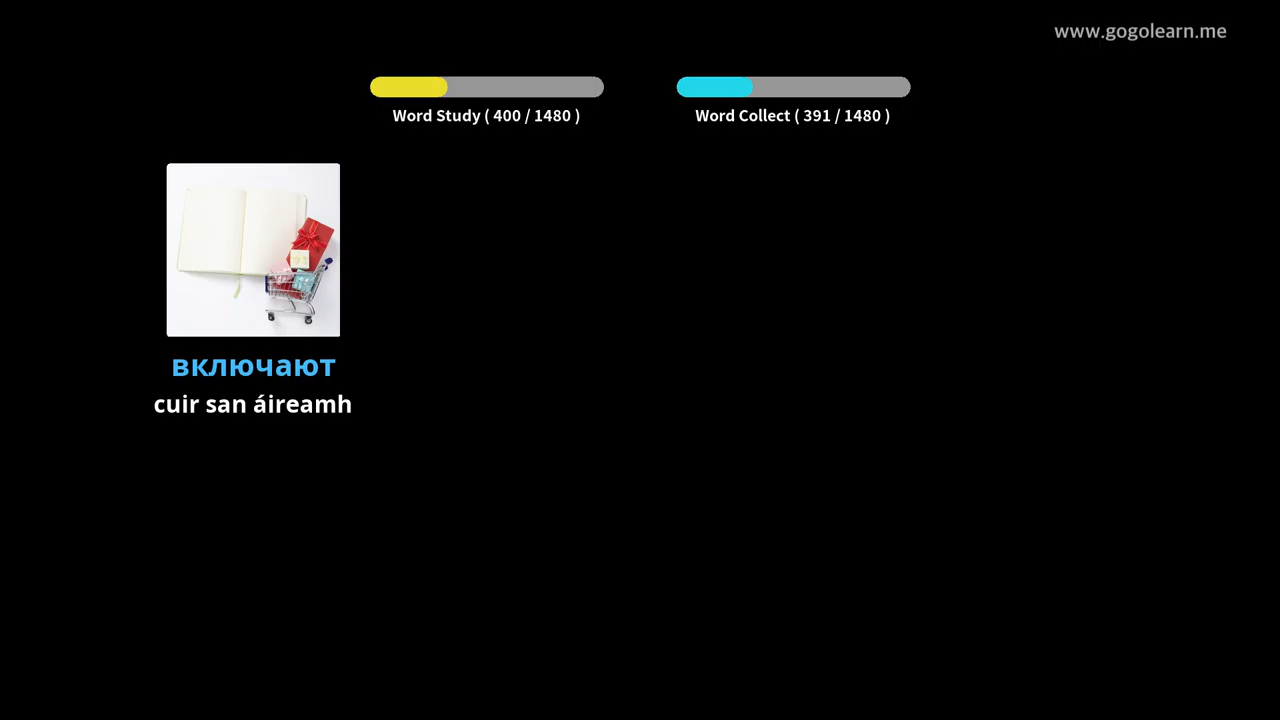 www.gogolearn.me
Word Study ( 400 / 1480 )
Word Collect ( 391 / 1480 )
включают
cuir san áireamh